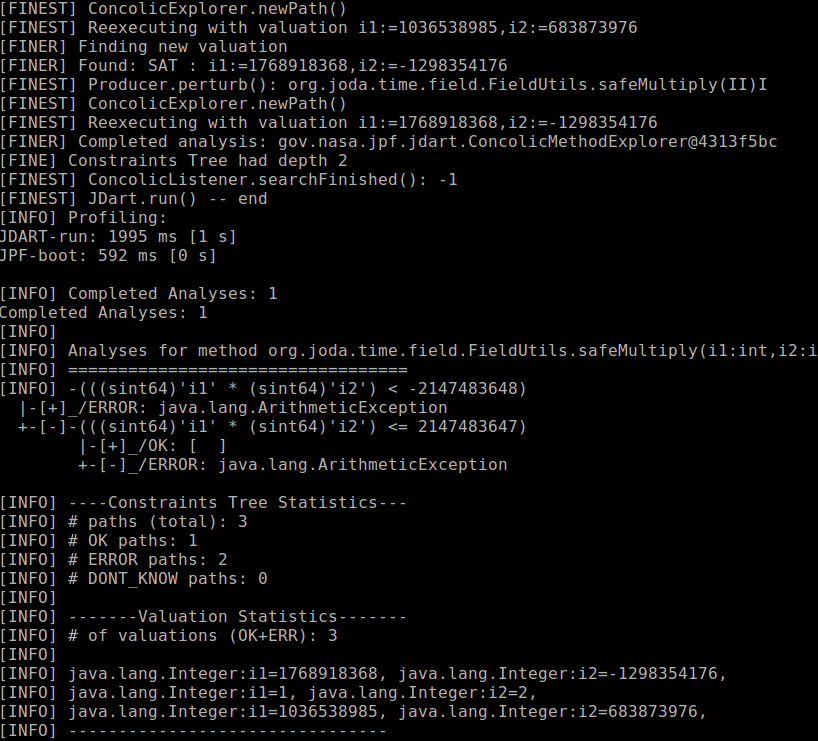 [FINEST] ConcolicExplorer.newPath()
[FINEST] Reexecuting with valuation i1:=1036538985,i2:=683873976
[FINER] Finding new valuation
[FINER] Found: SAT : i1:=1768918368,i2:=-1298354176
[FINEST] Producer.perturb(): org.joda.time.field.FieldUtils.safeMultiply(II)I
[FINEST] ConcolicExplorer.newPath()
[FINEST] Reexecuting with valuation i1:=1768918368,i2:=-1298354176
[FINER] Completed analysis: gov.nasa.jpf.jdart.ConcolicMethodExplorer@4313f5bc
[FINE] Constraints Tree had depth 2
[FINEST] ConcolicListener.searchFinished(): -1
[FINEST] JDart.run() -- end
[INFO] Profiling:
JDART-run: 1995 ms [1 s]
JPF-boot: 592 ms [0 s]

[INFO] Completed Analyses: 1
Completed Analyses: 1
[INFO]
[INFO] Analyses for method org.joda.time.field.FieldUtils.safeMultiply(i1:int,i2:i
[INFO] ==================================
[INFO] -(((sint64)'i1' * (sint64)'i2') < -2147483648)
  |-[+]_/ERROR: java.lang.ArithmeticException
  +-[-]-(((sint64)'i1' * (sint64)'i2') <= 2147483647)
        |-[+]_/OK: [  ]
        +-[-]_/ERROR: java.lang.ArithmeticException

[INFO] ----Constraints Tree Statistics---
[INFO] # paths (total): 3
[INFO] # OK paths: 1
[INFO] # ERROR paths: 2
[INFO] # DONT_KNOW paths: 0
[INFO]
[INFO] -------Valuation Statistics-------
[INFO] # of valuations (OK+ERR): 3
[INFO]
[INFO] java.lang.Integer:i1=1768918368, java.lang.Integer:i2=-1298354176,
[INFO] java.lang.Integer:i1=1, java.lang.Integer:i2=2,
[INFO] java.lang.Integer:i1=1036538985, java.lang.Integer:i2=683873976,
[INFO] --------------------------------